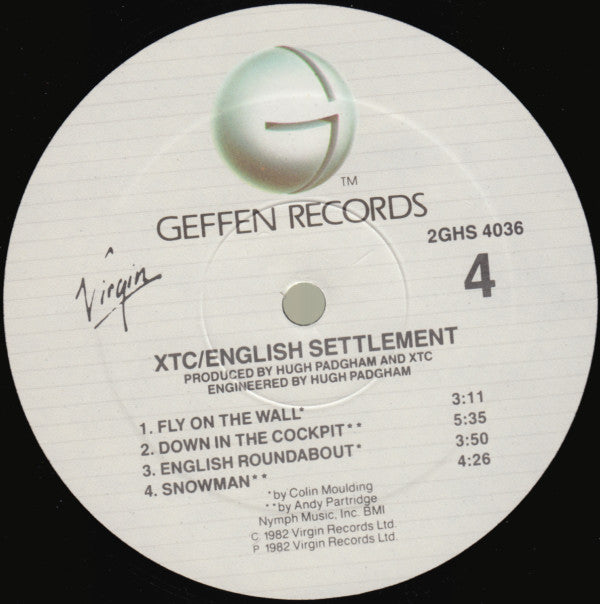 TM
GEFFEN RECORDS
2GHS 4036
Virgin
4
XTC/ENGLISH SETTLEMENT
PRODUCED BY HUGH PADGHAM AND XTC
ENGINEERED BY HUGH PADGHAM
1. FLY ON THE WALL* 3:11
2. DOWN IN THE COCKPIT** 5:35
3. ENGLISH ROUNDABOUT* 3:50
4. SNOWMAN** 4:26
*by Colin Moulding
**by Andy Partridge
Nymph Music, Inc. BMI
C 1982 Virgin Records Ltd.
P 1982 Virgin Records Ltd.